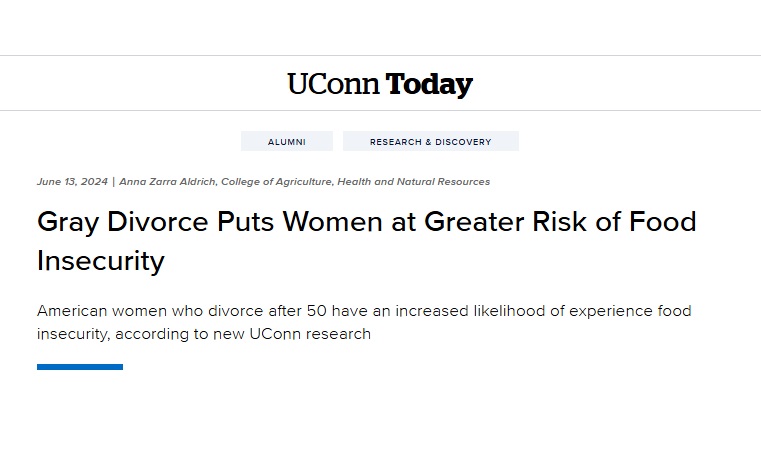 UConn Today
ALUMNI
RESEARCH & DISCOVERY
June 13, 2024 | Anna Zarra Aldrich, College of Agriculture, Health and Natural Resources
Gray Divorce Puts Women at Greater Risk of Food
Insecurity
American women who divorce after 50 have an increased likelihood of experience food
insecurity, according to new UConn research